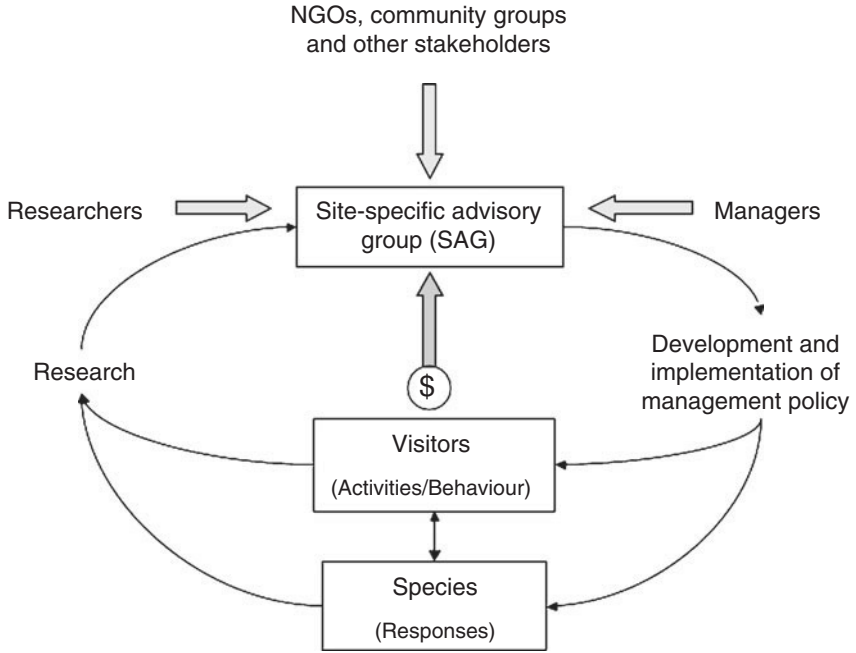 NGOs, community groups
and other stakeholders
Researchers
Site-specific advisory
group (SAG)
Managers
Research
$
Development and
implementation of
management policy
Visitors
(Activities/Behaviour)
Species
(Responses)